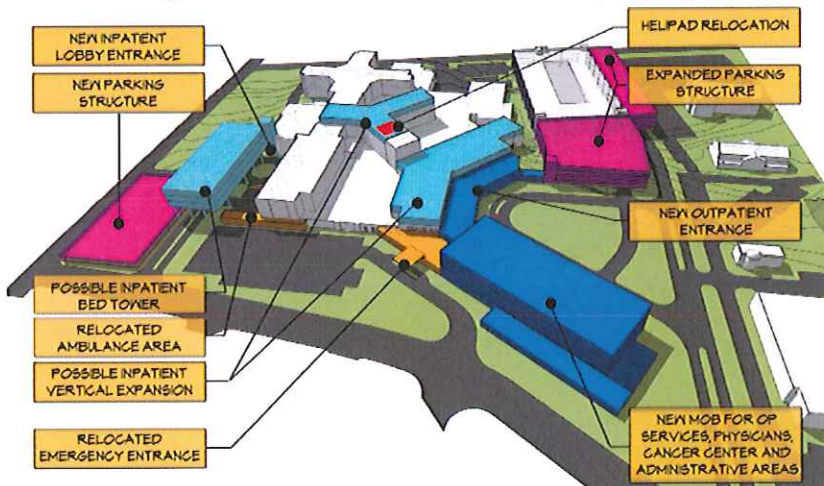 NEW INPATIENT
LOBBY ENTRANCE
NEW PARKING
STRUCTURE
HELIPAD RELOCATION
EXPANDED PARKING
STRUCTURE
NEW OUTPATIENT
ENTRANCE
POSSIBLE INPATIENT
BED TOWER
RELOCATED
AMBULANCE AREA
POSSIBLE INPATIENT
VERTICAL EXPANSION
RELOCATED
EMERGENCY ENTRANCE
NEW MOB FOR OP
SERVICES, PHYSICIANS,
CANCER CENTER AND
ADMINISTRATIVE AREAS